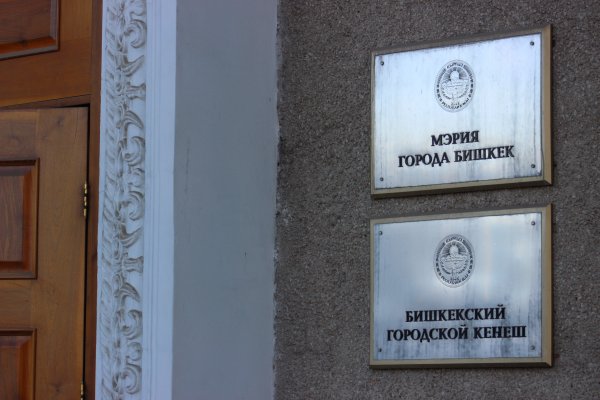 МЭРИЯ
ГОРОДА БИШКЕК
БИШКЕКСКИЙ
ГОРОДСКОЙ КЕНЕШ